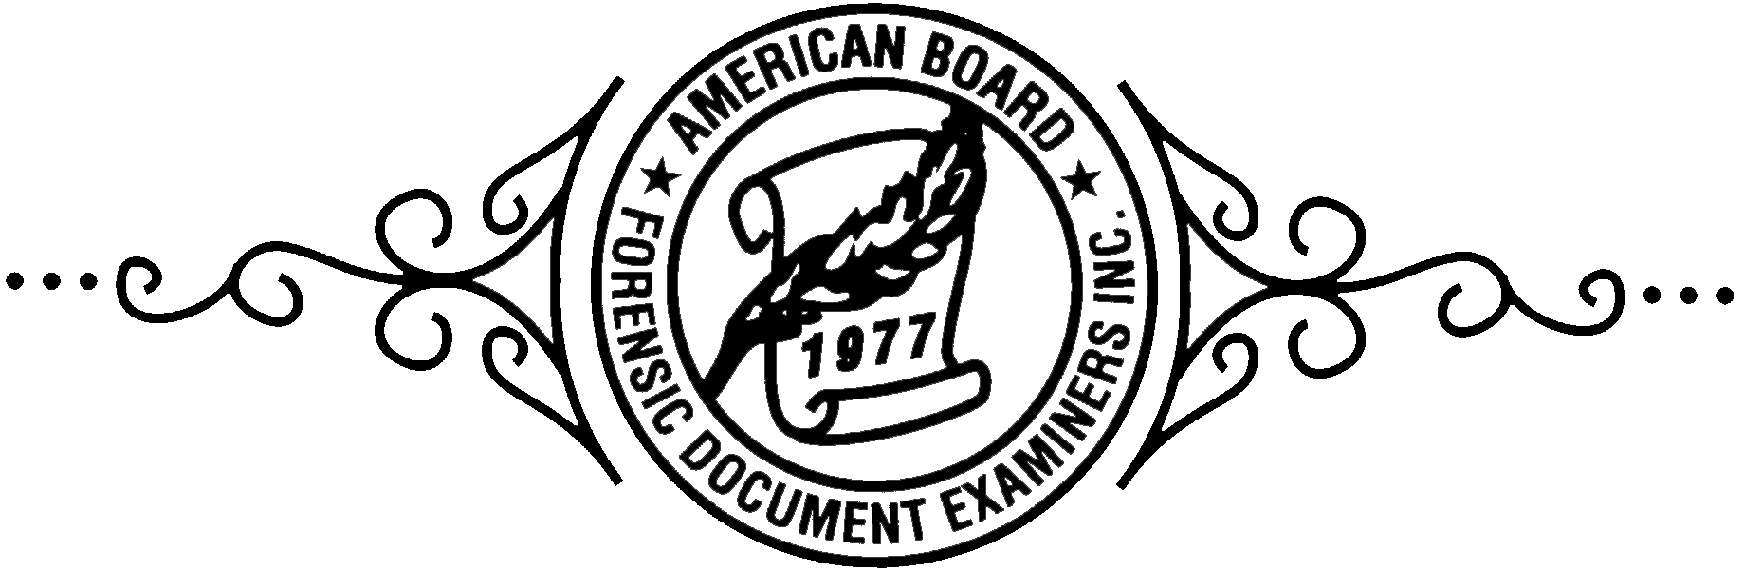 AMERICAN BOARD
FORENSIC DOCUMENT EXAMINERS INC.
1977